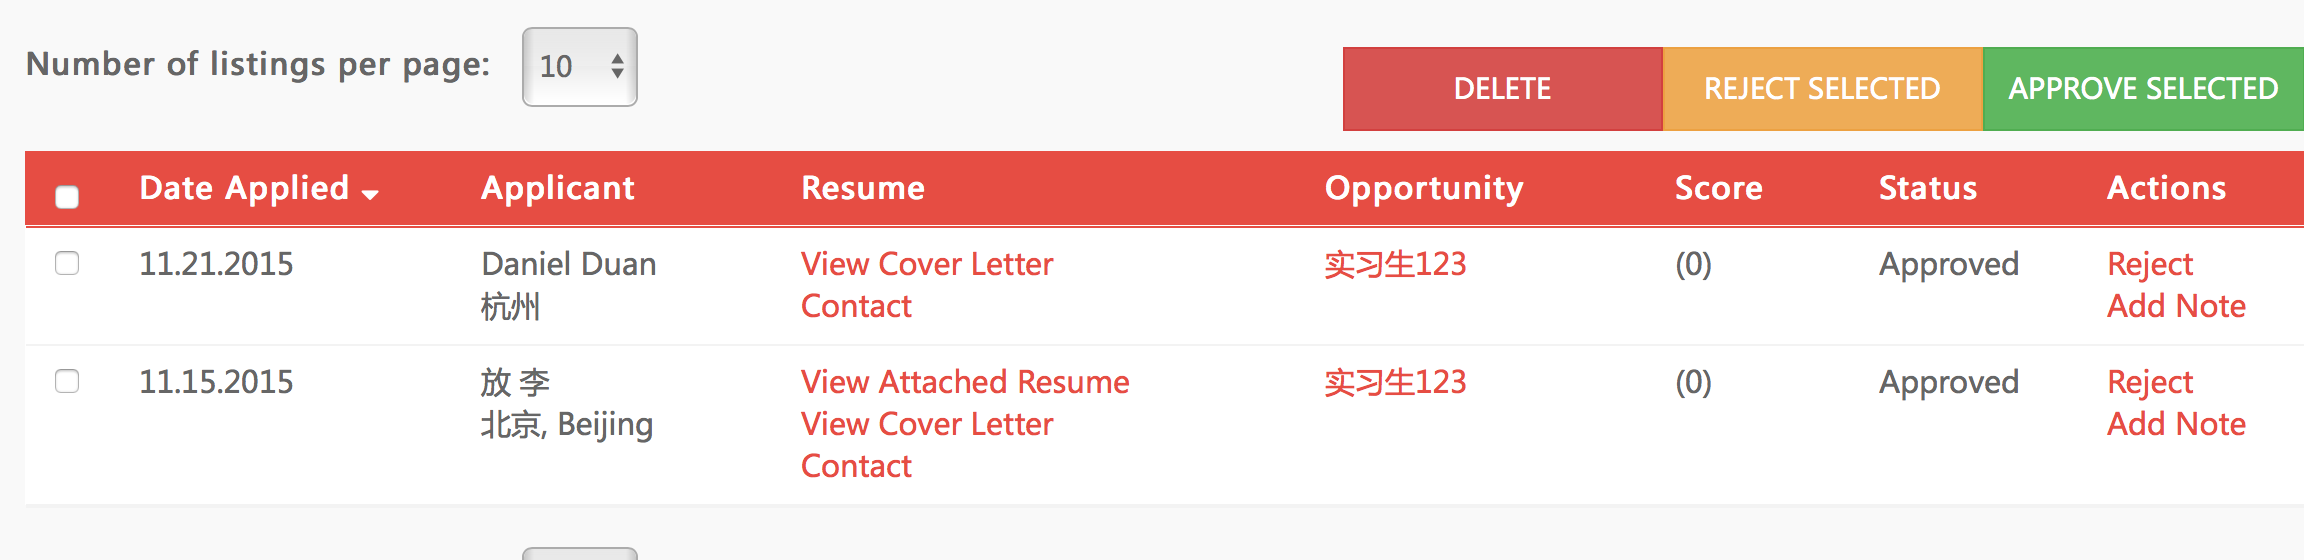 Number of listings per page: 10
DELETE REJECT SELECTED APPROVE SELECTED
Date Applied Applicant Resume Opportunity Score Status Actions
11.21.2015 Daniel Duan View Cover Letter 实习生123 (0) Approved Reject
杭州 Contact Add Note
11.15.2015 放 李 View Attached Resume 实习生123 (0) Approved Reject
北京, Beijing View Cover Letter Add Note
Contact